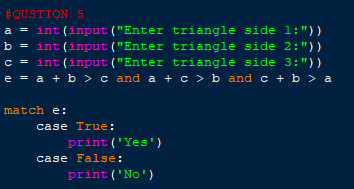 #QUSTION 5
a = int(input("Enter triangle side 1:"))
b = int(input("Enter triangle side 2:"))
c = int(input("Enter triangle side 3:"))
e = a + b > c and a + c > b and c + b > a
match e:
    case True:
        print('Yes')
    case False:
        print('No')